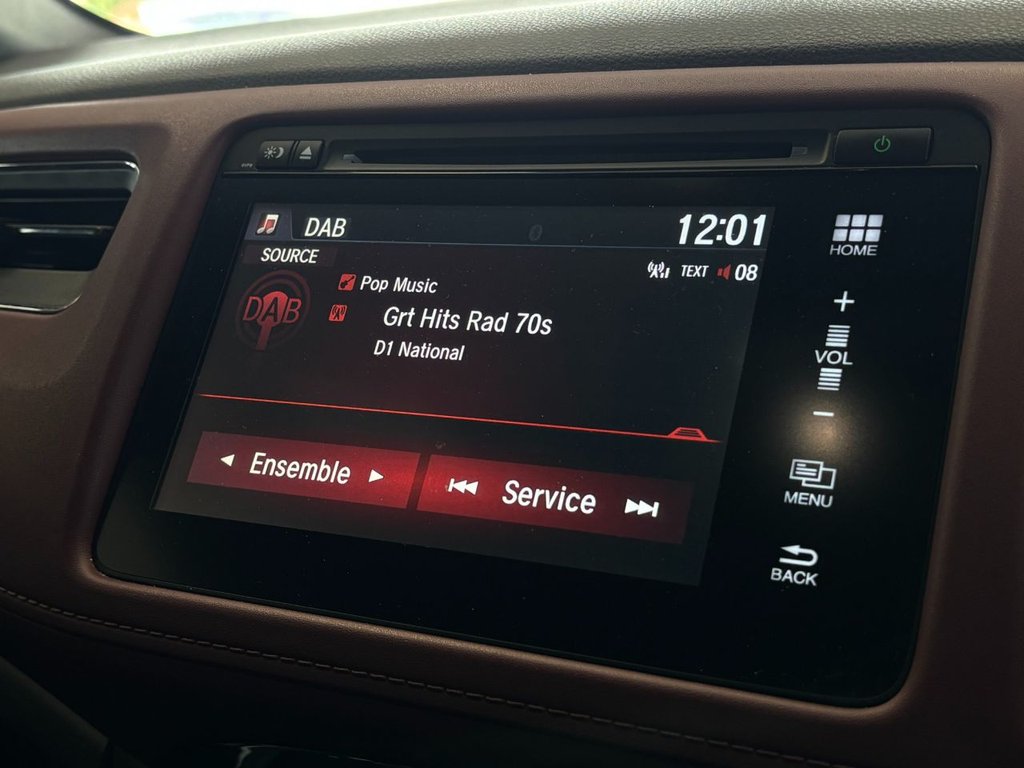 DAB
12:01
SOURCE
TEXT 08
DAB
Pop Music
Grt Hits Rad 70s
D1 National
Ensemble
Service
HOME
+
VOL
-
MENU
BACK